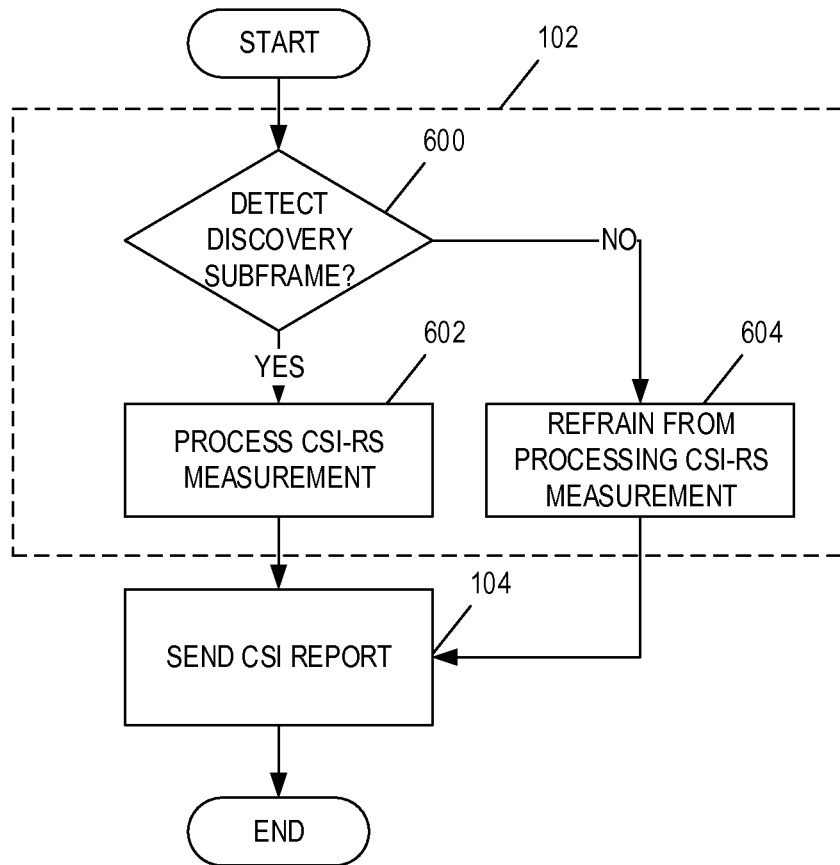 START
102
600
DETECT
DISCOVERY
SUBFRAME?
NO
YES
602
604
PROCESS CSI-RS
MEASUREMENT
REFRAIN FROM
PROCESSING CSI-RS
MEASUREMENT
104
SEND CSI REPORT
END